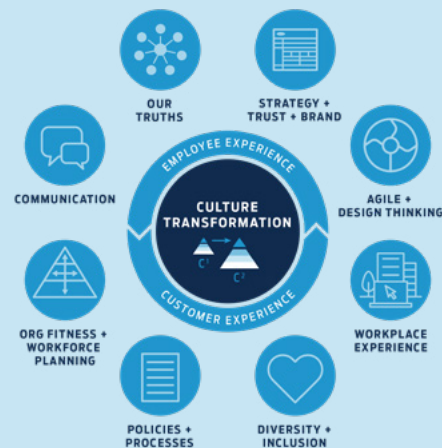 OUR
TRUTHS
STRATEGY +
TRUST + BRAND
COMMUNICATION
EMPLOYEE EXPERIENCE
AGILE +
DESIGN THINKING
CULTURE
TRANSFORMATION
C¹
C²
CUSTOMER EXPERIENCE
ORG FITNESS +
WORKFORCE
PLANNING
WORKPLACE
EXPERIENCE
POLICIES +
PROCESSES
DIVERSITY +
INCLUSION